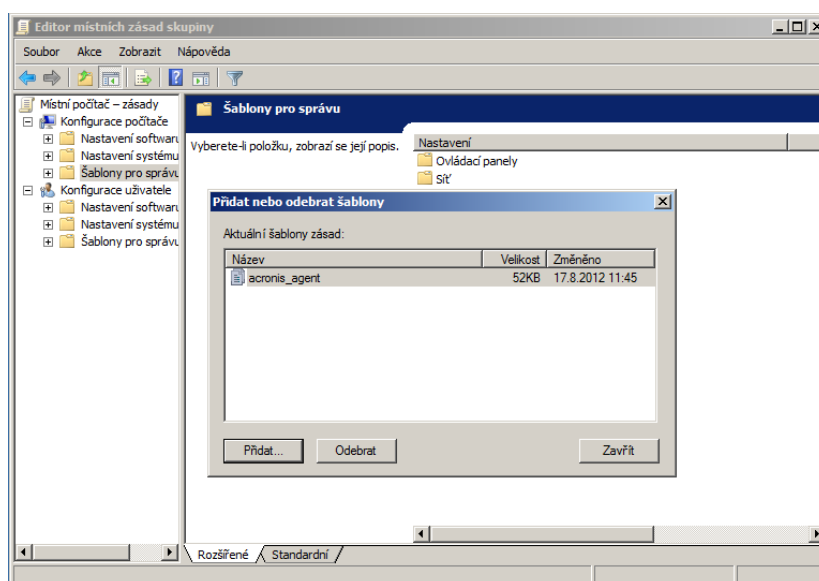 Editor místních zásad skupiny
Soubor Akce Zobrazit Nápověda
Místní počítač – zásady
Konfigurace počítače
Nastavení softwaru
Nastavení systému
Šablony pro správu
Konfigurace uživatele
Nastavení softwaru
Nastavení systému
Šablony pro správu
Šablony pro správu
Vyberete-li položku, zobrazí se její popis.
Nastavení
Ovládací panely
Síť
Přidat nebo odebrat šablony
Aktuální šablony zásad:
Název Velikost Změněno
acronis_agent 52KB 17.8.2012 11:45
Přidat... Odebrat Zavřít
Rozšířené Standardní